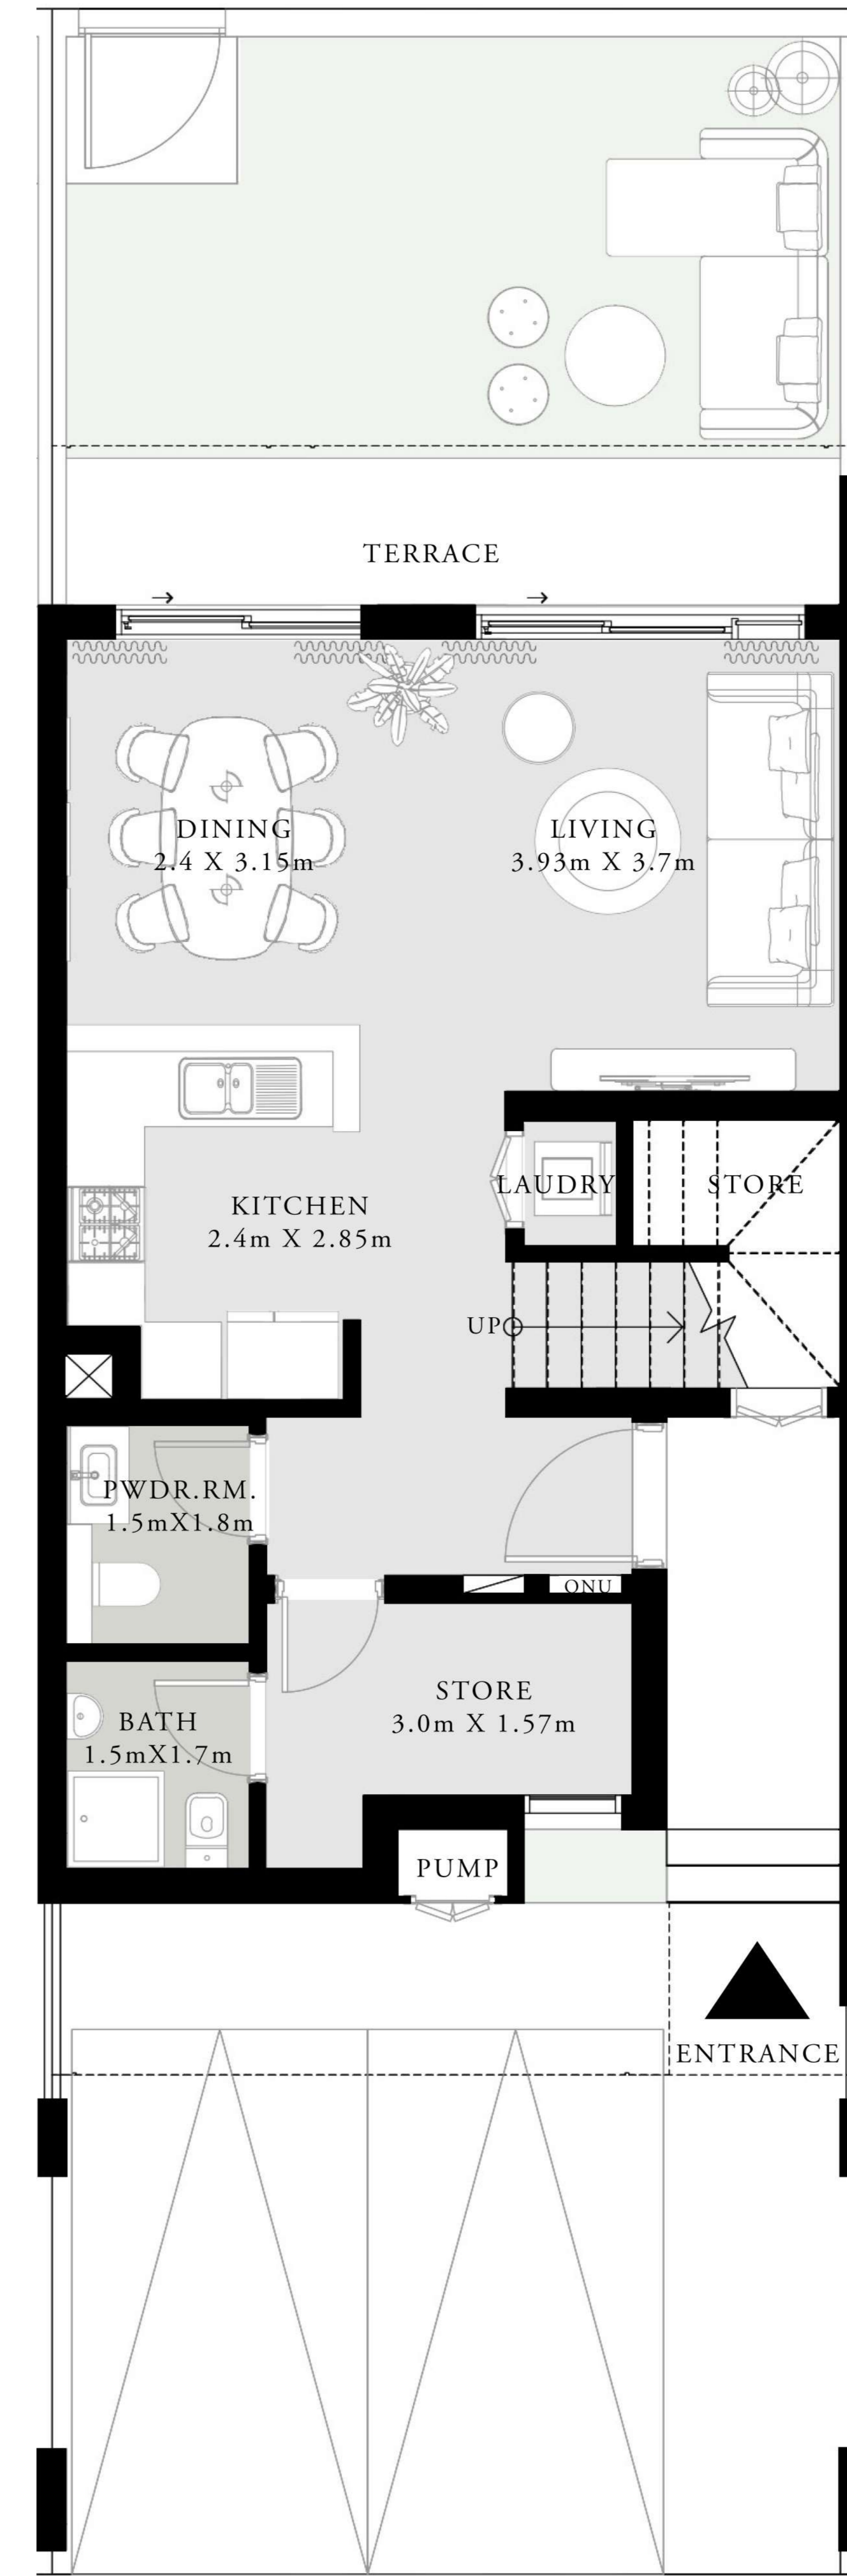 TERRACE
DINING
2.4 X 3.15m
LIVING
3.93m X 3.7m
LAUDRY
STORE
KITCHEN
2.4m X 2.85m
UP
PWDR.RM.
1.5mX1.8m
ONU
STORE
3.0m X 1.57m
BATH
1.5mX1.7m
PUMP
ENTRANCE